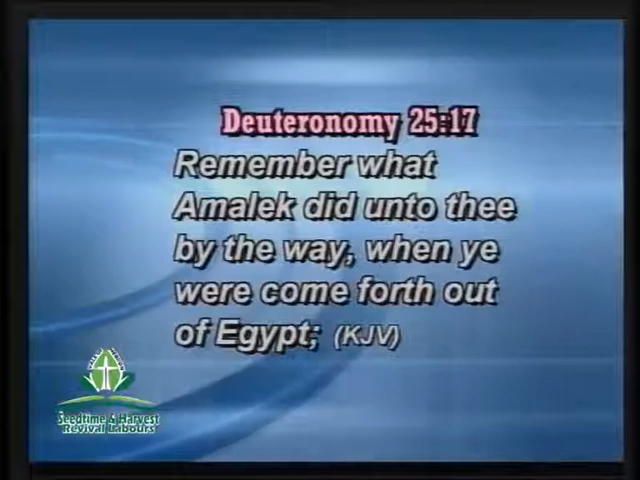 Deuteronomy 25:17
Remember what
Amalek did unto thee
by the way, when ye
were come forth out
of Egypt; (KJV)
Seedtime & Harvest
Revival Labours